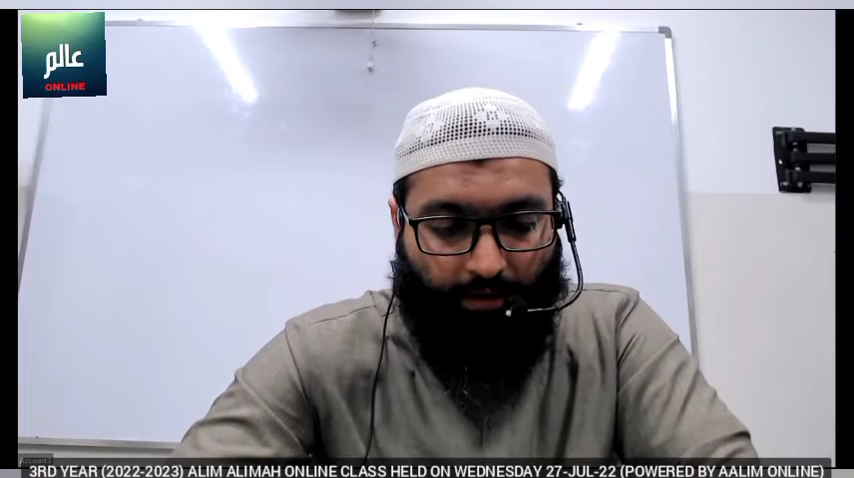 عالم
ONLINE
Account3
3RD YEAR (2022-2023) ALIM ALIMAH ONLINE CLASS HELD ON WEDNESDAY 27-JUL-22 (POWERED BY AALIM ONLINE)